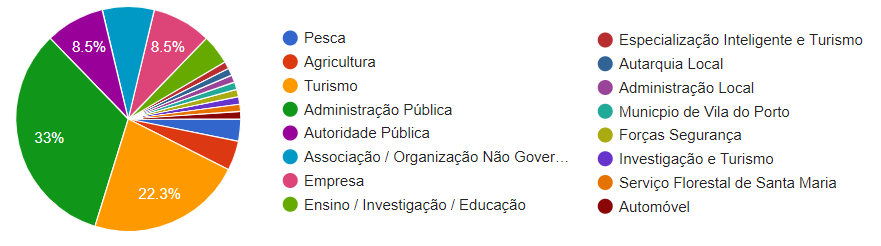 8.5%
8.5%
33%
22.3%
Pesca
Agricultura
Turismo
Administração Pública
Autoridade Pública
Associação / Organização Não Gover…
Empresa
Ensino / Investigação / Educação
Especialização Inteligente e Turismo
Autarquia Local
Administração Local
Municpio de Vila do Porto
Forças Segurança
Investigação e Turismo
Serviço Florestal de Santa Maria
Automóvel